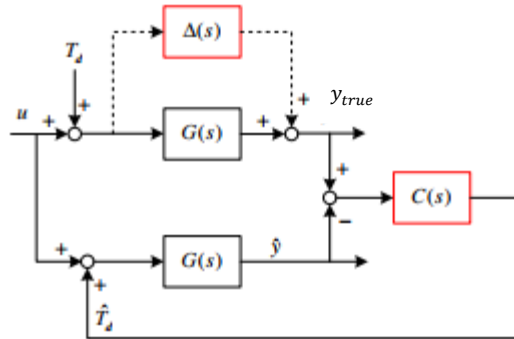 Δ(s)
T_d
y_true
+
+
u
+
G(s)
+
+
C(s)
−
+
G(s)
ŷ
+
T̂_d